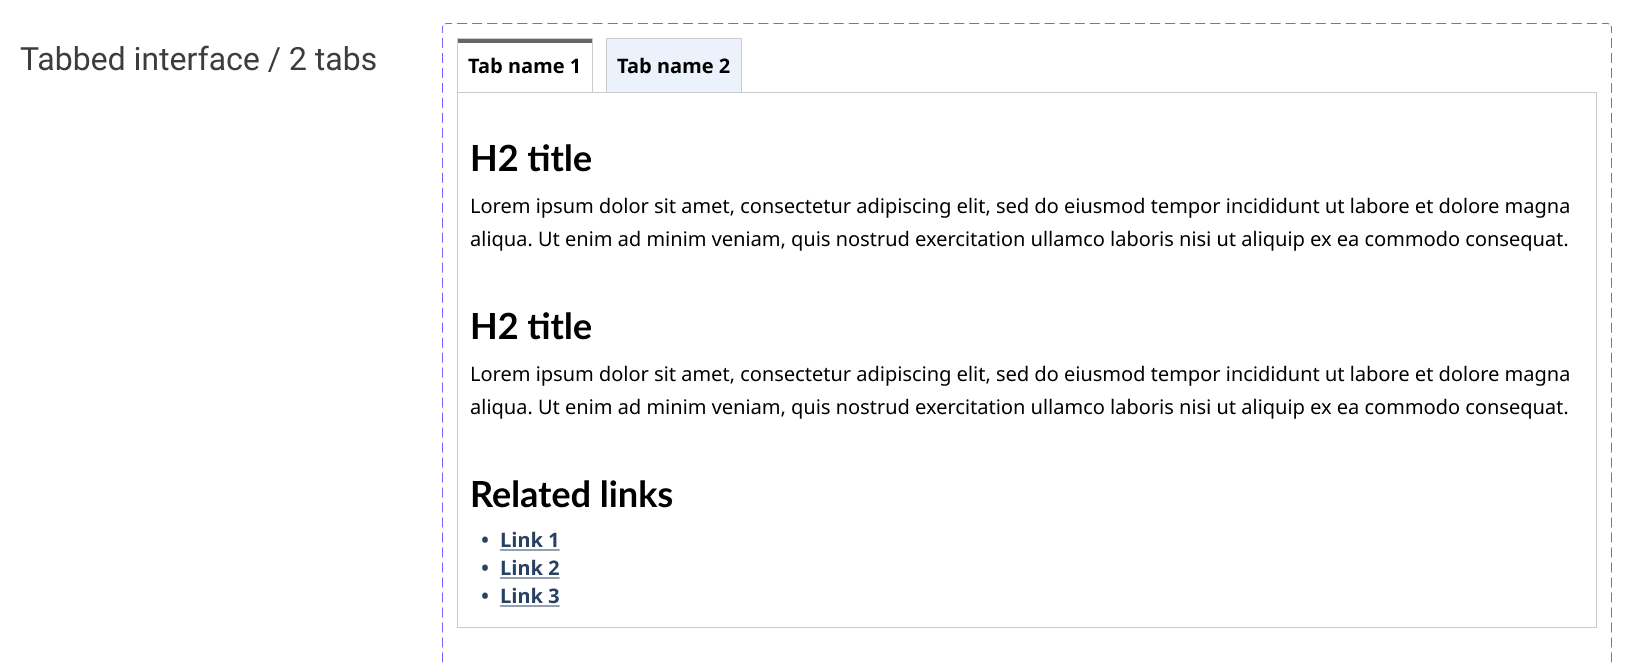 Tabbed interface / 2 tabs
Tab name 1
Tab name 2
H2 title
Lorem ipsum dolor sit amet, consectetur adipiscing elit, sed do eiusmod tempor incididunt ut labore et dolore magna
aliqua. Ut enim ad minim veniam, quis nostrud exercitation ullamco laboris nisi ut aliquip ex ea commodo consequat.
H2 title
Lorem ipsum dolor sit amet, consectetur adipiscing elit, sed do eiusmod tempor incididunt ut labore et dolore magna
aliqua. Ut enim ad minim veniam, quis nostrud exercitation ullamco laboris nisi ut aliquip ex ea commodo consequat.
Related links
• Link 1
• Link 2
• Link 3